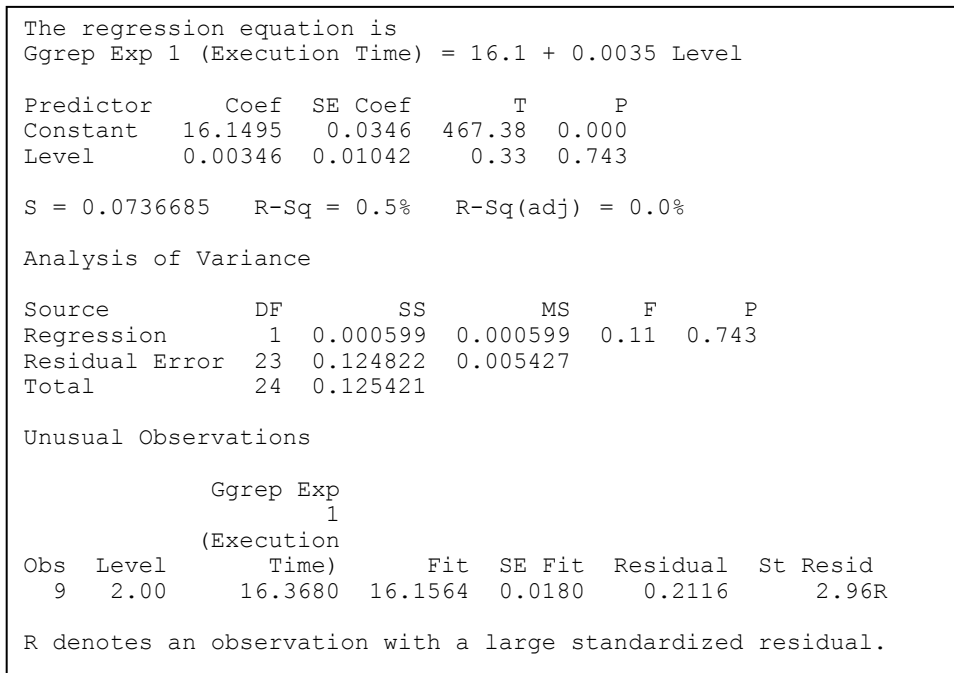 The regression equation is
Ggrep Exp 1 (Execution Time) = 16.1 + 0.0035 Level
Predictor Coef SE Coef T P
Constant 16.1495 0.0346 467.38 0.000
Level 0.00346 0.01042 0.33 0.743
S = 0.0736685 R-Sq = 0.5% R-Sq(adj) = 0.0%
Analysis of Variance
Source DF SS MS F P
Regression 1 0.000599 0.000599 0.11 0.743
Residual Error 23 0.124822 0.005427
Total 24 0.125421
Unusual Observations
Ggrep Exp
1
(Execution
Obs Level Time) Fit SE Fit Residual St Resid
9 2.00 16.3680 16.1564 0.0180 0.2116 2.96R
R denotes an observation with a large standardized residual.